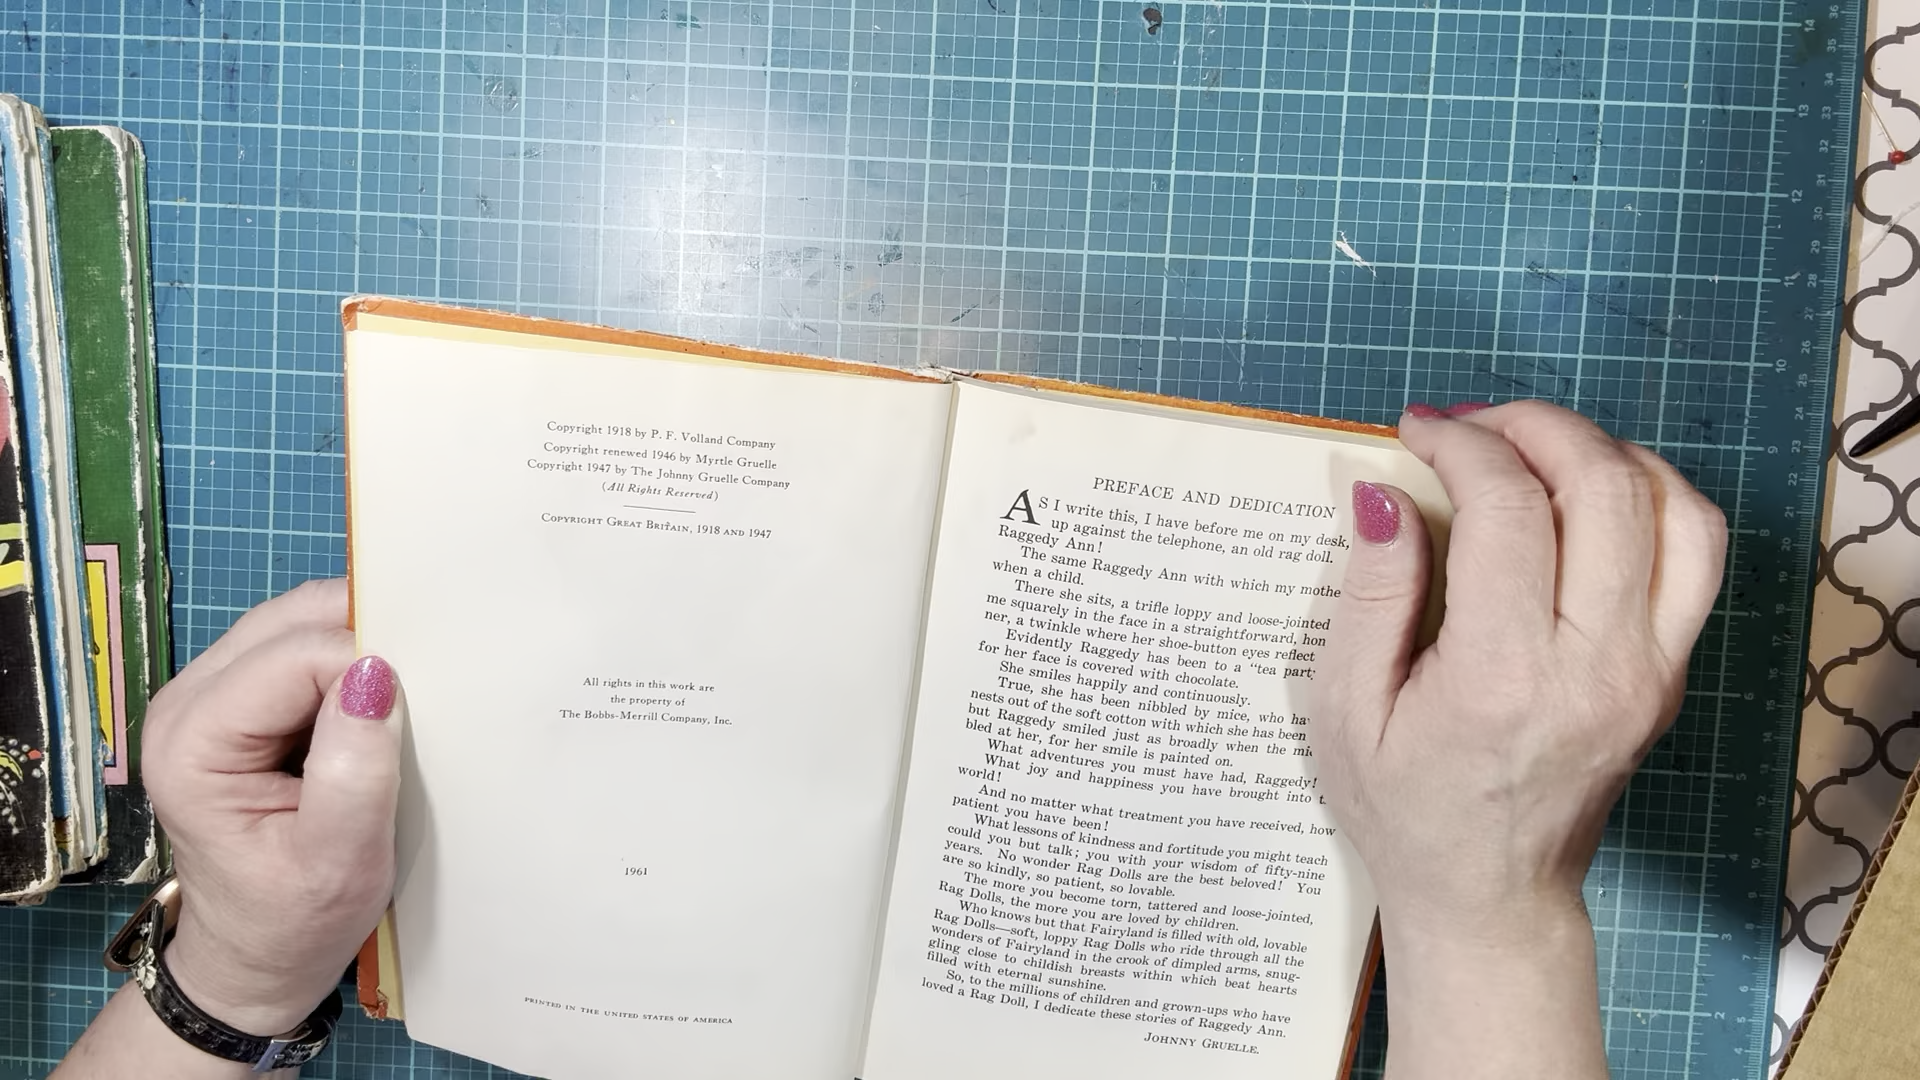 Copyright 1918 by P. F. Volland Company
Copyright renewed 1946 by Myrtle Gruelle
Copyright 1947 by The Johnny Gruelle Company
(All Rights Reserved)
Copyright Great Britain, 1918 and 1947
All rights in this work are
the property of
The Bobbs-Merrill Company, Inc.
1961
PRINTED IN THE UNITED STATES OF AMERICA
PREFACE AND DEDICATION
AS I write this, I have before me on my desk,
up against the telephone, an old rag doll.
Raggedy Ann!
The same Raggedy Ann with which my mothe
when a child.
There she sits, a trifle loppy and loose-jointed
me squarely in the face in a straightforward, hon
ner, a twinkle where her shoe-button eyes reflect
Evidently Raggedy has been to a "tea part
for her face is covered with chocolate.
She smiles happily and continuously.
True, she has been nibbled by mice, who ha
nests out of the soft cotton with which she has been
but Raggedy smiled just as broadly when the mi
bled at her, for her smile is painted on.
What adventures you must have had, Raggedy!
What joy and happiness you have brought into t
world!
And no matter what treatment you have received, how
patient you have been!
What lessons of kindness and fortitude you might teach
could you but talk; you with your wisdom of fifty-nine
years. No wonder Rag Dolls are the best beloved! You
are so kindly, so patient, so lovable.
The more you become torn, tattered and loose-jointed,
Rag Dolls, the more you are loved by children.
Who knows but that Fairyland is filled with old, lovable
Rag Dolls—soft, loppy Rag Dolls who ride through all the
wonders of Fairyland in the crook of dimpled arms, snug-
gling close to childish breasts within which beat hearts
filled with eternal sunshine.
So, to the millions of children and grown-ups who have
loved a Rag Doll, I dedicate these stories of Raggedy Ann.
JOHNNY GRUELLE.